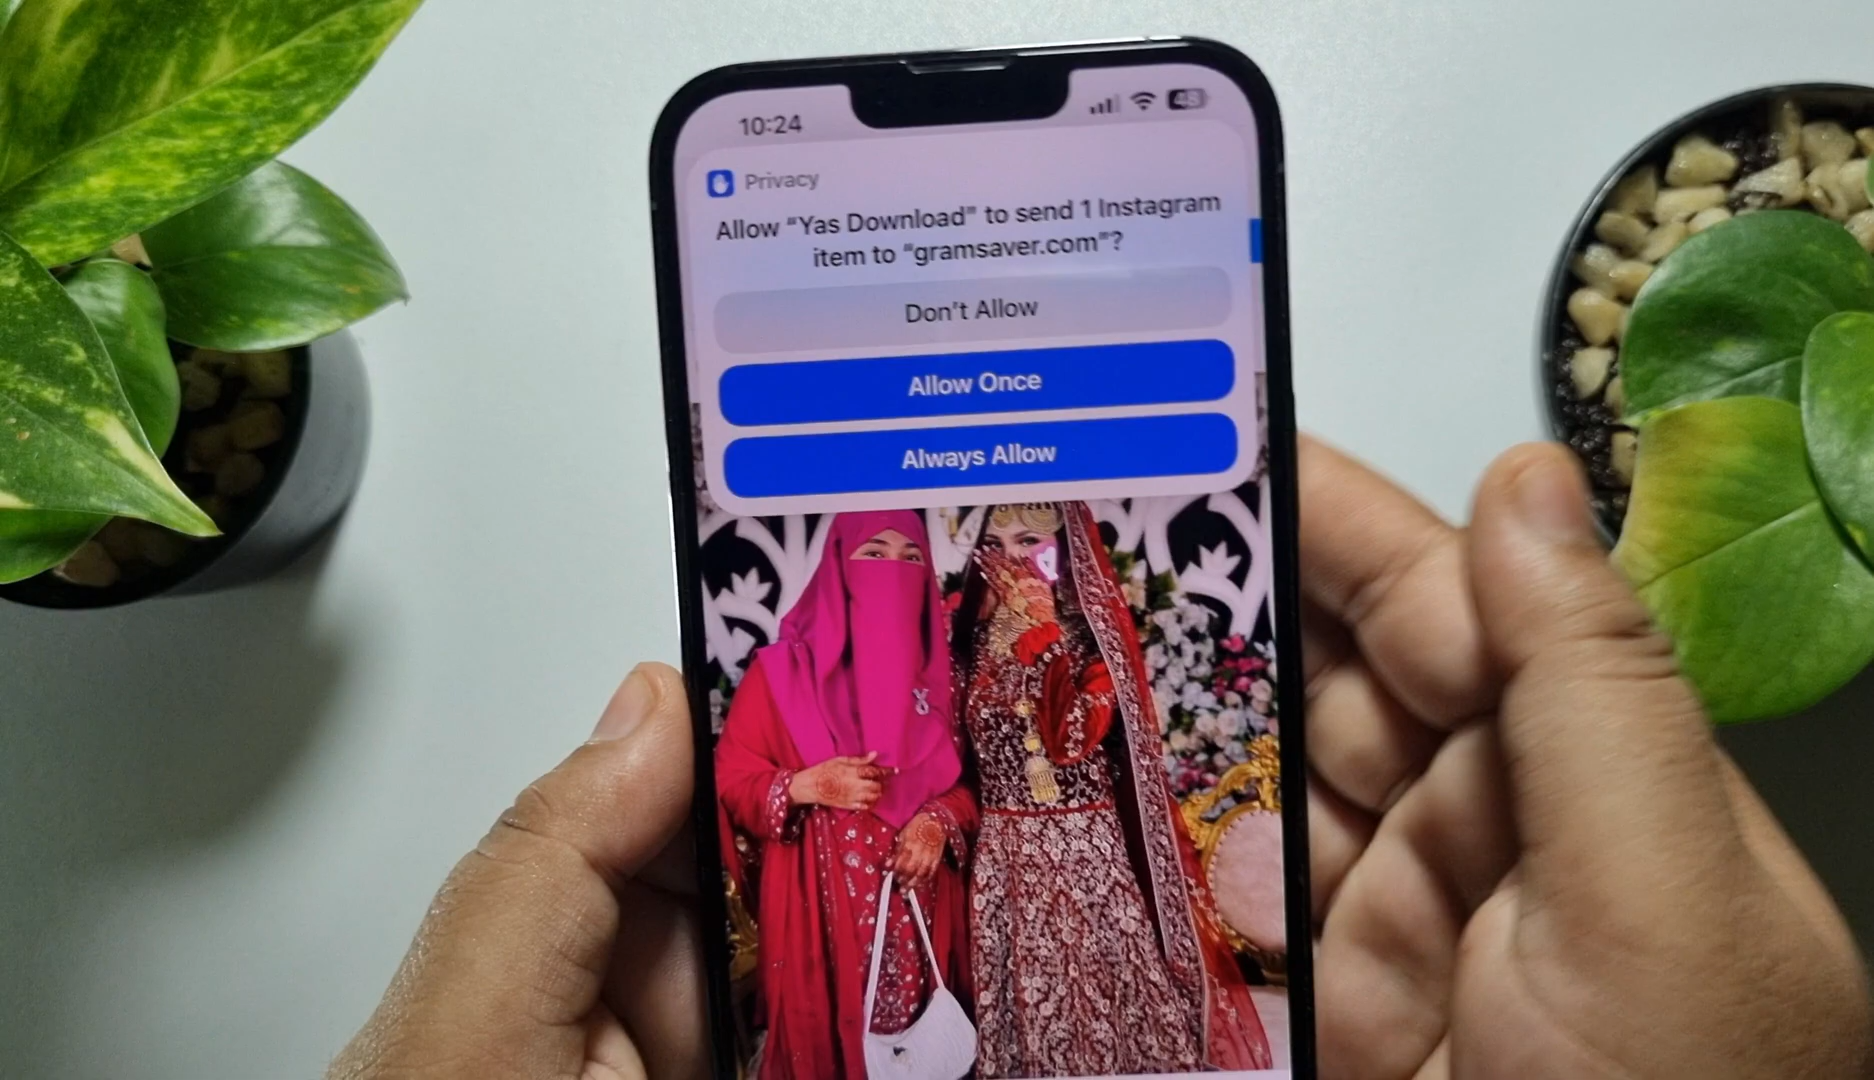 10:24
48
Privacy
Allow “Yas Download” to send 1 Instagram
item to “gramsaver.com”?
Don’t Allow
Allow Once
Always Allow